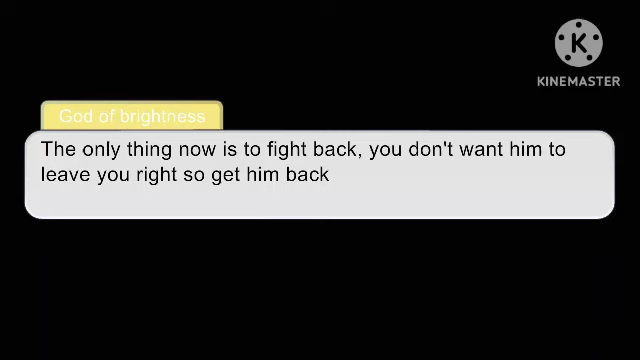 KINEMASTER
God of brightness
The only thing now is to fight back, you don't want him to
leave you right so get him back